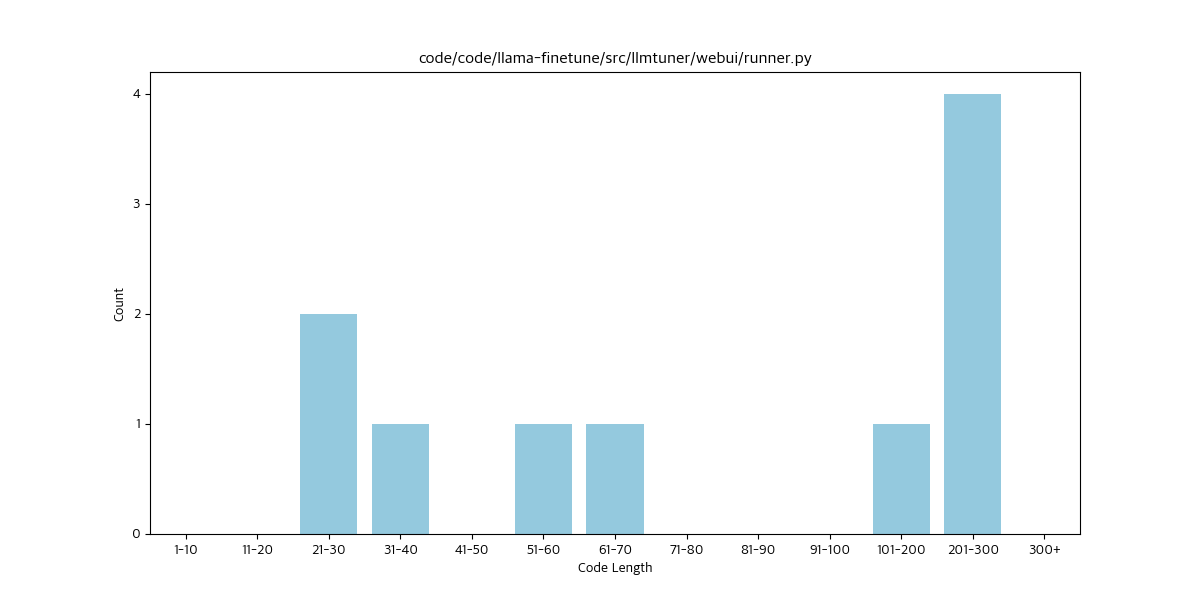 code/code/llama-finetune/src/llmtuner/webui/runner.py
4
3
2
1
0
Count
1-10 11-20 21-30 31-40 41-50 51-60 61-70 71-80 81-90 91-100 101-200 201-300 300+
Code Length